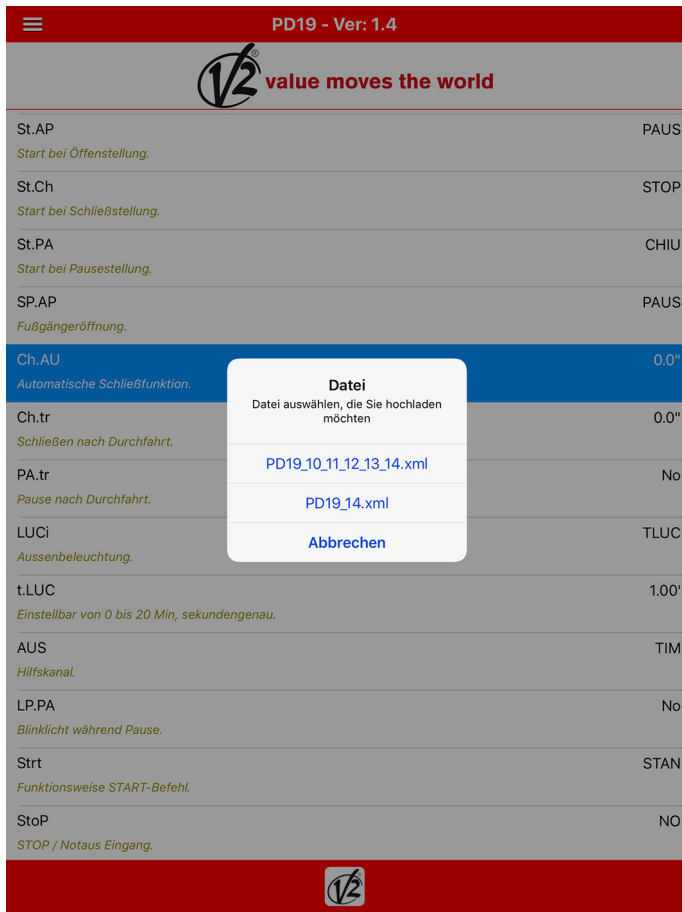 PD19 - Ver: 1.4
V2® value moves the world
St.AP PAUS
Start bei Öffenstellung.
St.Ch STOP
Start bei Schließstellung.
St.PA CHIU
Start bei Pausestellung.
SP.AP PAUS
Fußgängeröffnung.
Ch.AU 0.0"
Automatische Schließfunktion.
Ch.tr 0.0"
Schließen nach Durchfahrt.
PA.tr No
Pause nach Durchfahrt.
LUCi TLUC
Aussenbeleuchtung.
t.LUC 1.00'
Einstellbar von 0 bis 20 Min, sekundengenau.
AUS TIM
Hilfskanal.
LP.PA No
Blinklicht während Pause.
Strt STAN
Funktionsweise START-Befehl.
StoP NO
STOP / Notaus Eingang.
Datei
Datei auswählen, die Sie hochladen
möchten
PD19_10_11_12_13_14.xml
PD19_14.xml
Abbrechen
V2